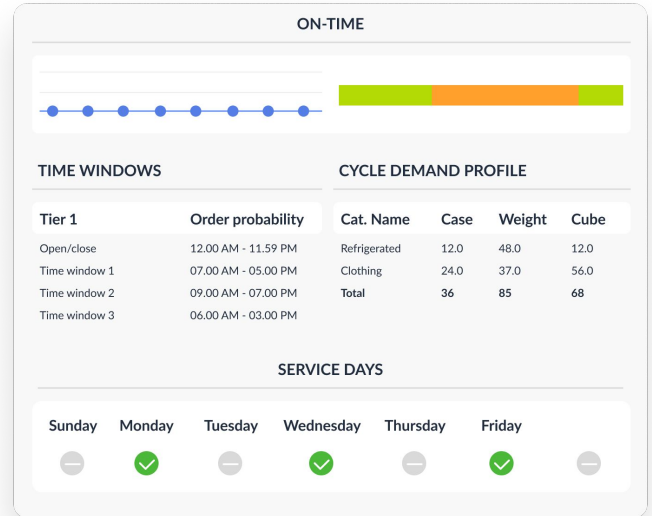 ON-TIME
TIME WINDOWS
Tier 1 Order probability
Open/close 12.00 AM - 11.59 PM
Time window 1 07.00 AM - 05.00 PM
Time window 2 09.00 AM - 07.00 PM
Time window 3 06.00 AM - 03.00 PM
CYCLE DEMAND PROFILE
Cat. Name Case Weight Cube
Refrigerated 12.0 48.0 12.0
Clothing 24.0 37.0 56.0
Total 36 85 68
SERVICE DAYS
Sunday Monday Tuesday Wednesday Thursday Friday